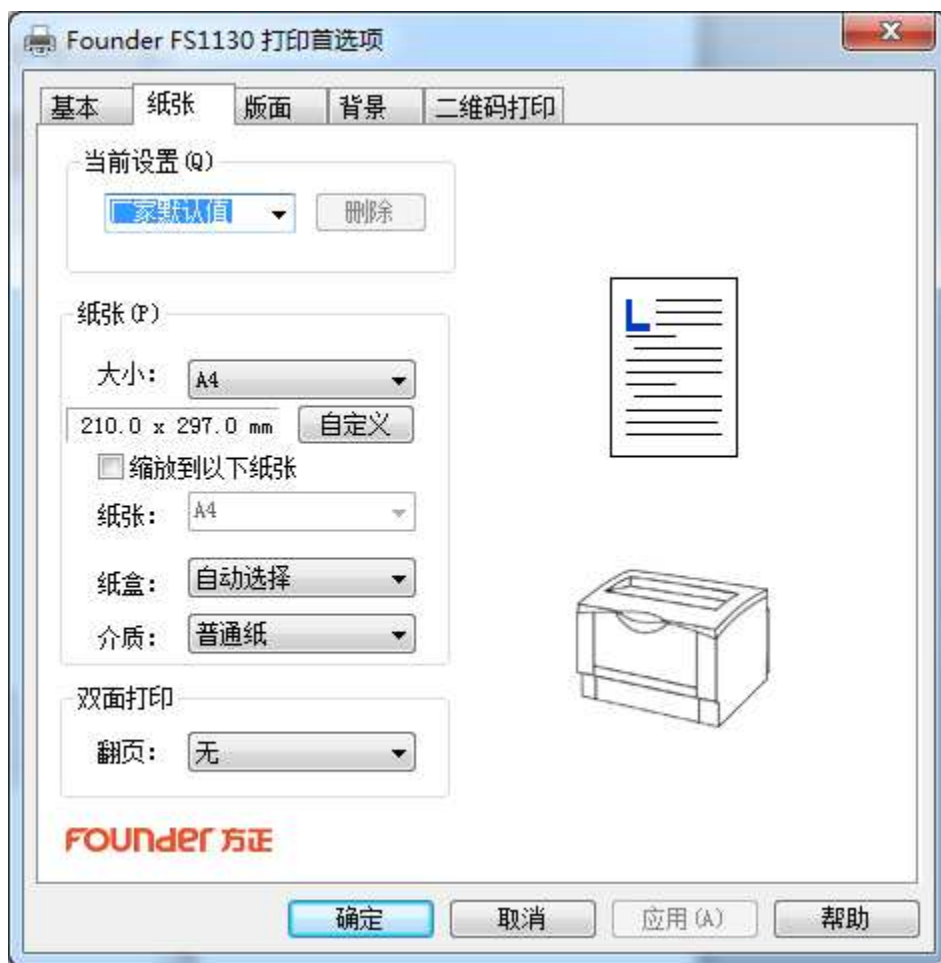 Founder FS1130 打印首选项
基本 纸张 版面 背景 二维码打印
当前设置(Q)
厂家默认值 删除
纸张(P)
大小: A4
210.0 x 297.0 mm 自定义
缩放到以下纸张
纸张: A4
纸盒: 自动选择
介质: 普通纸
双面打印
翻页: 无
Founder 方正
确定 取消 应用(A) 帮助